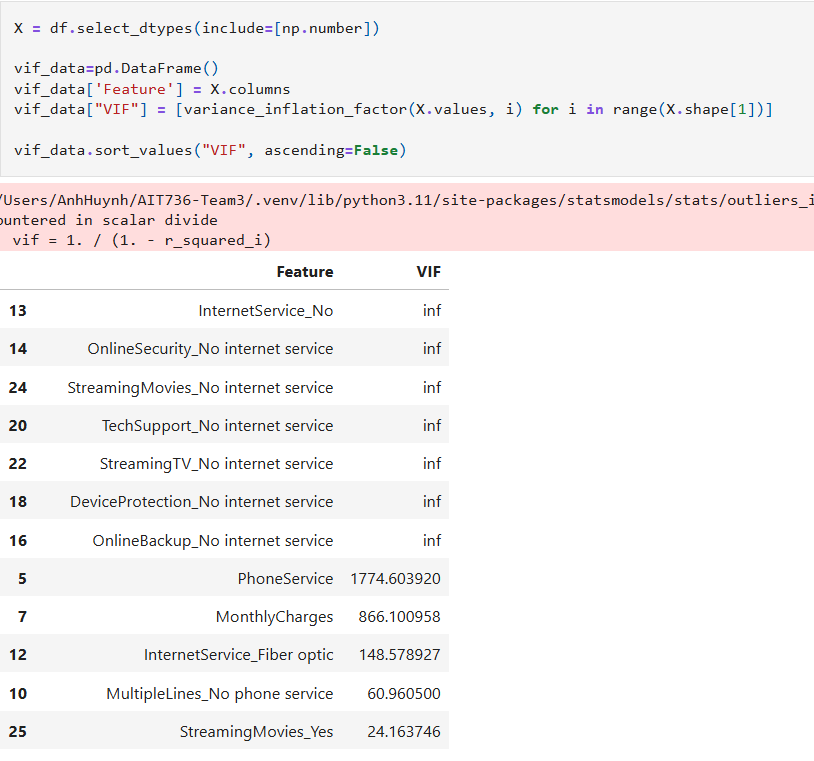 X = df.select_dtypes(include=[np.number])
vif_data=pd.DataFrame()
vif_data['Feature'] = X.columns
vif_data["VIF"] = [variance_inflation_factor(X.values, i) for i in range(X.shape[1])]
vif_data.sort_values("VIF", ascending=False)
/Users/AnhHuynh/AIT736-Team3/.venv/lib/python3.11/site-packages/statsmodels/stats/outliers_i
ountered in scalar divide
vif = 1. / (1. - r_squared_i)
Feature VIF
13 InternetService_No inf
14 OnlineSecurity_No internet service inf
24 StreamingMovies_No internet service inf
20 TechSupport_No internet service inf
22 StreamingTV_No internet service inf
18 DeviceProtection_No internet service inf
16 OnlineBackup_No internet service inf
5 PhoneService 1774.603920
7 MonthlyCharges 866.100958
12 InternetService_Fiber optic 148.578927
10 MultipleLines_No phone service 60.960500
25 StreamingMovies_Yes 24.163746